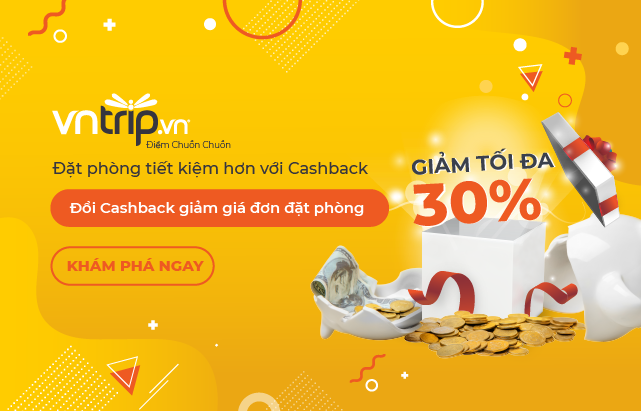 vntrip.vn
Điểm Chuồn Chuồn
Đặt phòng tiết kiệm hơn với Cashback
Đổi Cashback giảm giá đơn đặt phòng
KHÁM PHÁ NGAY
GIẢM TỐI ĐA
30%